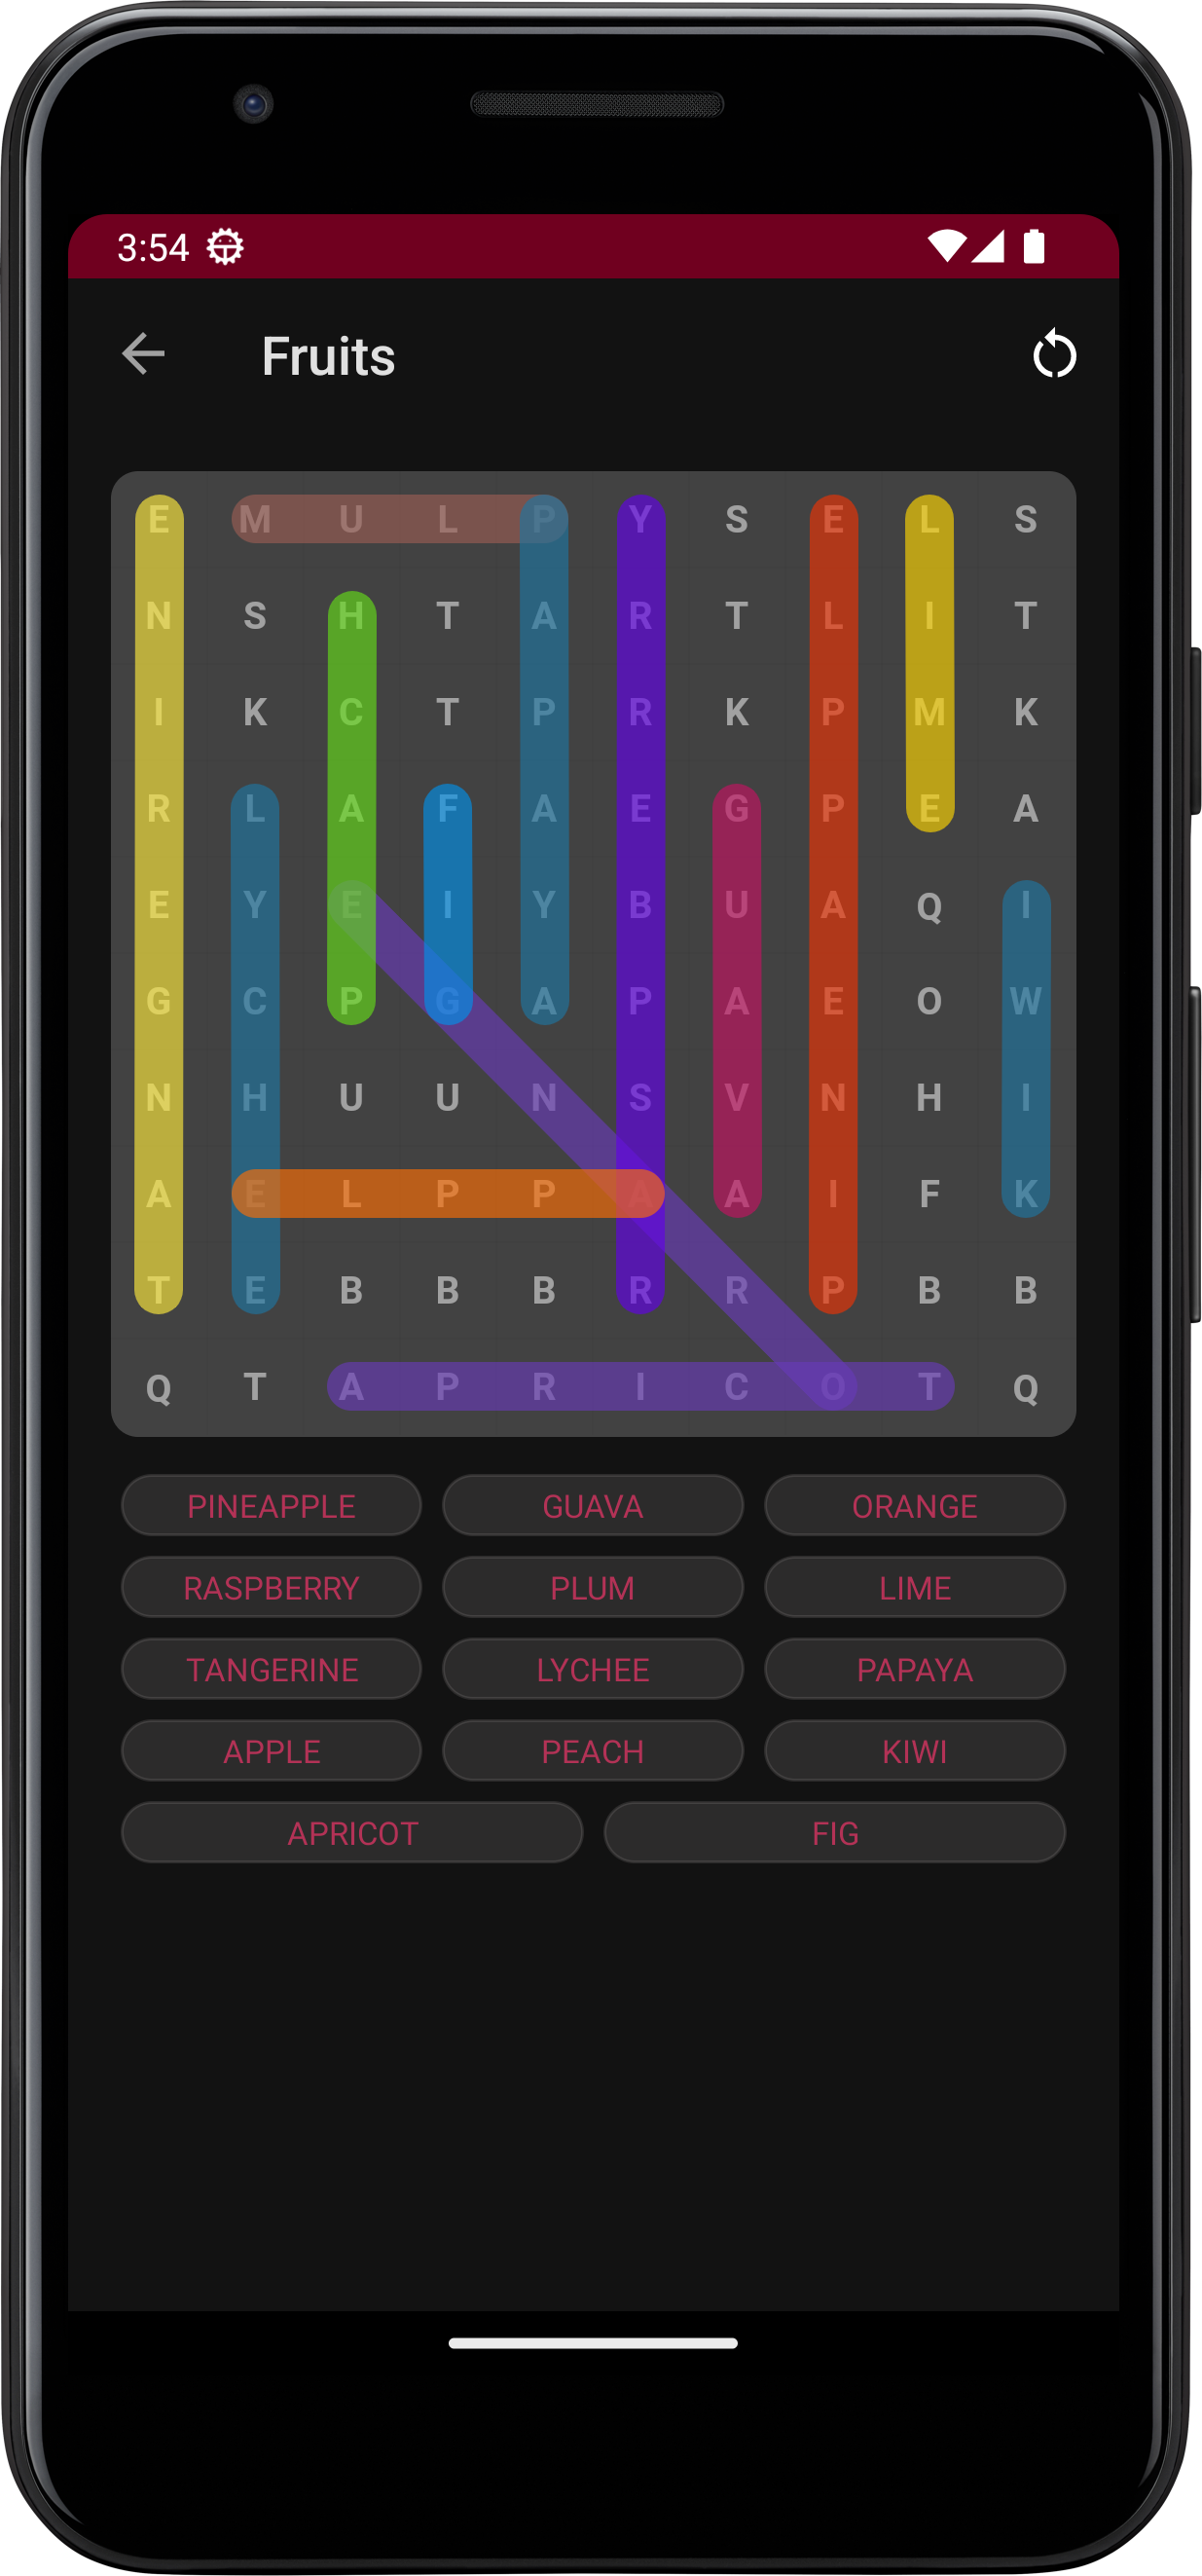 3:54
Fruits
E M U L P Y S E L S
N S H T A R T L I T
I K C T P R K P M K
R L A F A E G P E A
E Y E I Y B U A Q I
G C P G A P A E O W
N H U U N S V N H I
A E L P P A A I F K
T E B B B R R P B B
Q T A P R I C O T Q
PINEAPPLE GUAVA ORANGE
RASPBERRY PLUM LIME
TANGERINE LYCHEE PAPAYA
APPLE PEACH KIWI
APRICOT FIG